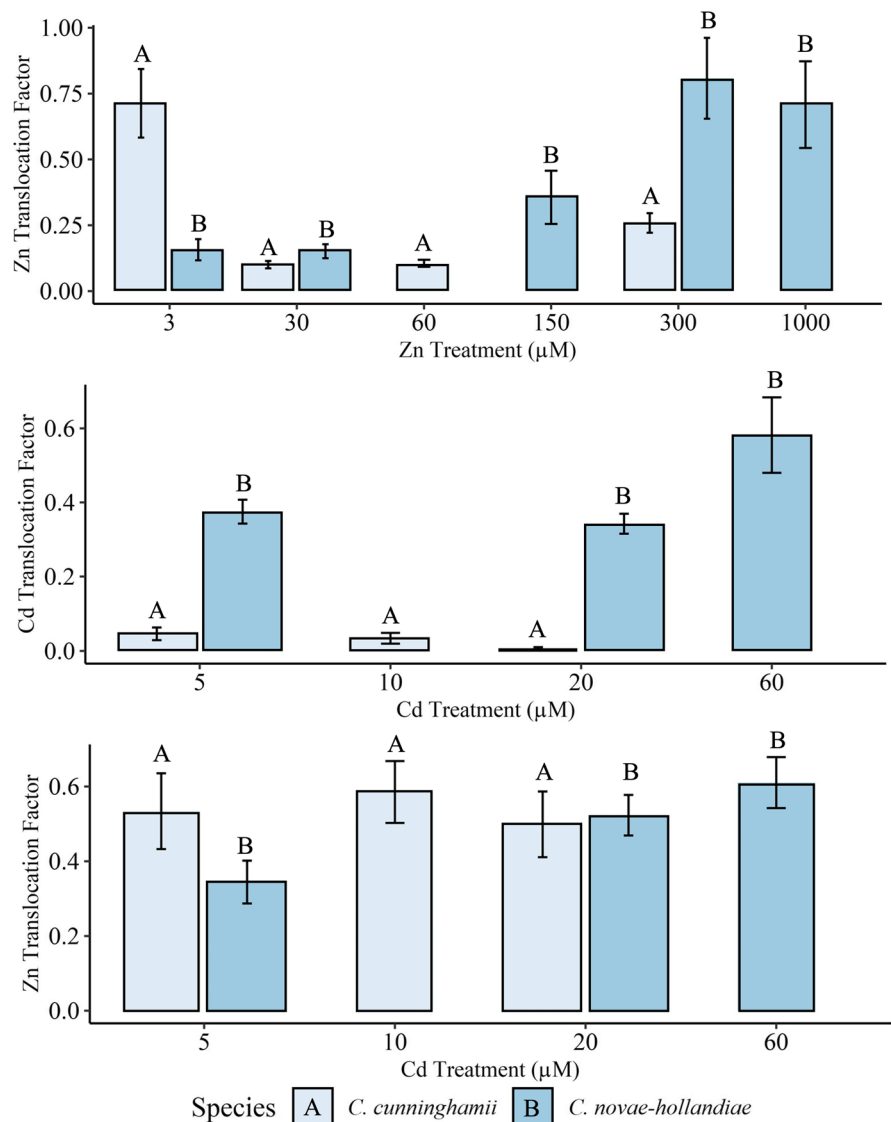 Zn Translocation Factor
1.00
0.75
0.50
0.25
0.00
A
B
A
B
A
B
A
B
B
3 30 60 150 300 1000
Zn Treatment (µM)
Cd Translocation Factor
0.6
0.4
0.2
0.0
A
B
A
A
B
B
5 10 20 60
Cd Treatment (µM)
Zn Translocation Factor
0.6
0.4
0.2
0.0
A
B
A
A
B
B
5 10 20 60
Cd Treatment (µM)
Species A C. cunninghamii B C. novae-hollandiae